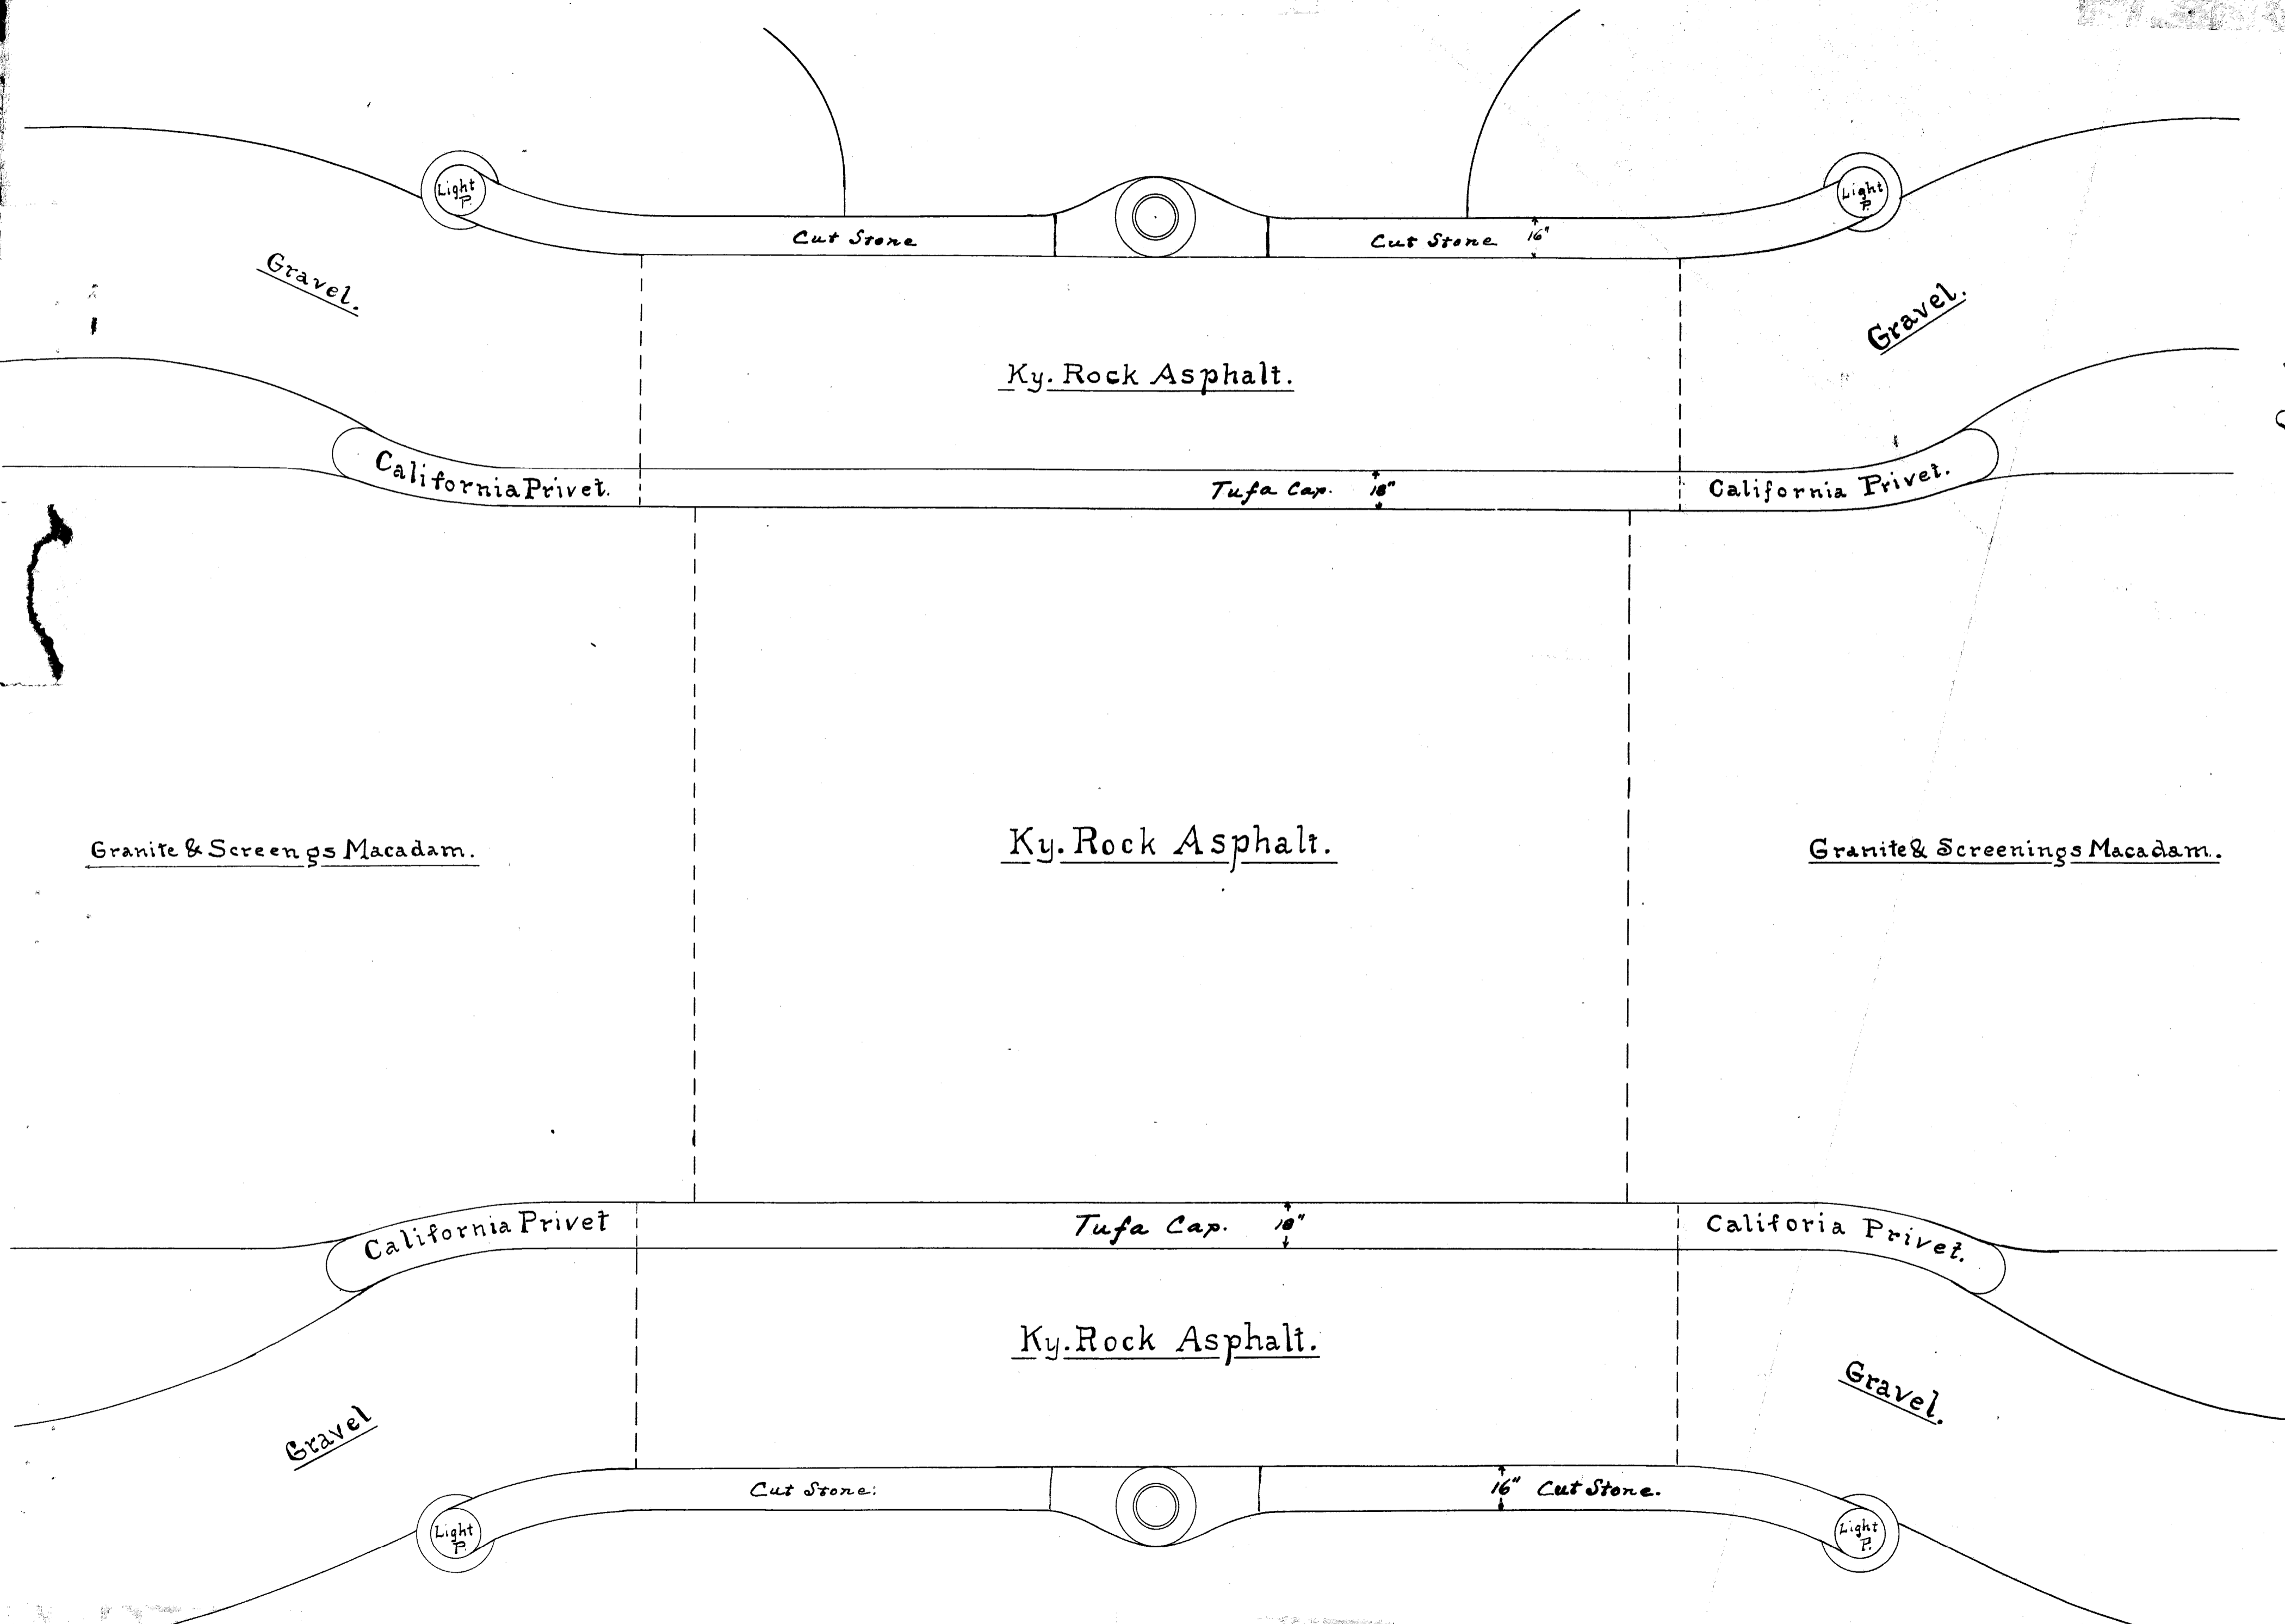 Light
P.
Light
P.
Cut Stone
Cut Stone 16"
Gravel.
Gravel.
Ky. Rock Asphalt.
California Privet.
Tufa Cap. 18"
California Privet.
Granite & Screengs Macadam.
Ky. Rock Asphalt.
Granite & Screenings Macadam.
California Privet
Tufa Cap. 18"
Califoria Privet.
Ky. Rock Asphalt.
Gravel
Gravel.
Cut Stone.
16" Cut Stone.
Light
P.
Light
P.